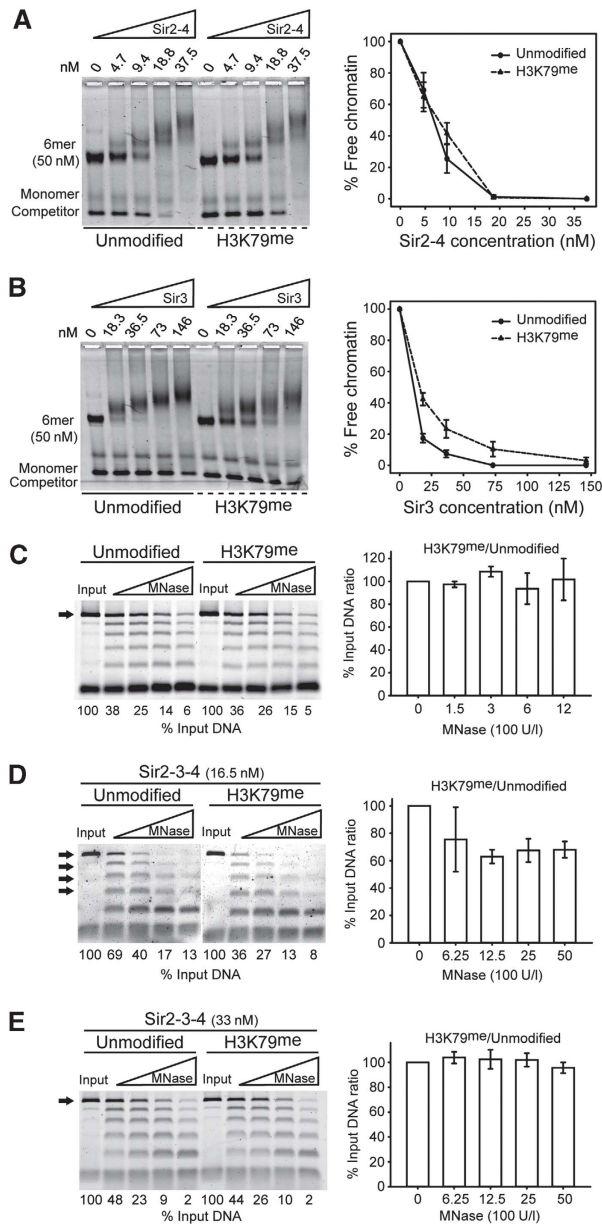 A
Sir2-4
Sir2-4
nM 0 4.7 9.4 18.8 37.5 0 4.7 9.4 18.8 37.5
6mer
(50 nM)
Monomer
Competitor
Unmodified H3K79me
% Free chromatin
100
80
60
40
20
0
Unmodified
H3K79me
0 5 10 15 20 25 30 35
Sir2-4 concentration (nM)
B
Sir3
Sir3
nM 0 18.3 36.5 73 146 0 18.3 36.5 73 146
6mer
(50 nM)
Monomer
Competitor
Unmodified H3K79me
% Free chromatin
100
80
60
40
20
0
Unmodified
H3K79me
0 25 50 75 100 125 150
Sir3 concentration (nM)
C
Unmodified H3K79me
Input MNase Input MNase
100 38 25 14 6 100 36 26 15 5
% Input DNA
H3K79me/Unmodified
% Input DNA ratio
120
100
80
60
40
20
0
0 1.5 3 6 12
MNase (100 U/l)
D
Sir2-3-4 (16.5 nM)
Unmodified H3K79me
Input MNase Input MNase
100 69 40 17 13 100 36 27 13 8
% Input DNA
H3K79me/Unmodified
% Input DNA ratio
100
80
60
40
20
0
0 6.25 12.5 25 50
MNase (100 U/l)
E
Sir2-3-4 (33 nM)
Unmodified H3K79me
Input MNase Input MNase
100 48 23 9 2 100 44 26 10 2
% Input DNA
H3K79me/Unmodified
% Input DNA ratio
100
80
60
40
20
0
0 6.25 12.5 25 50
MNase (100 U/l)